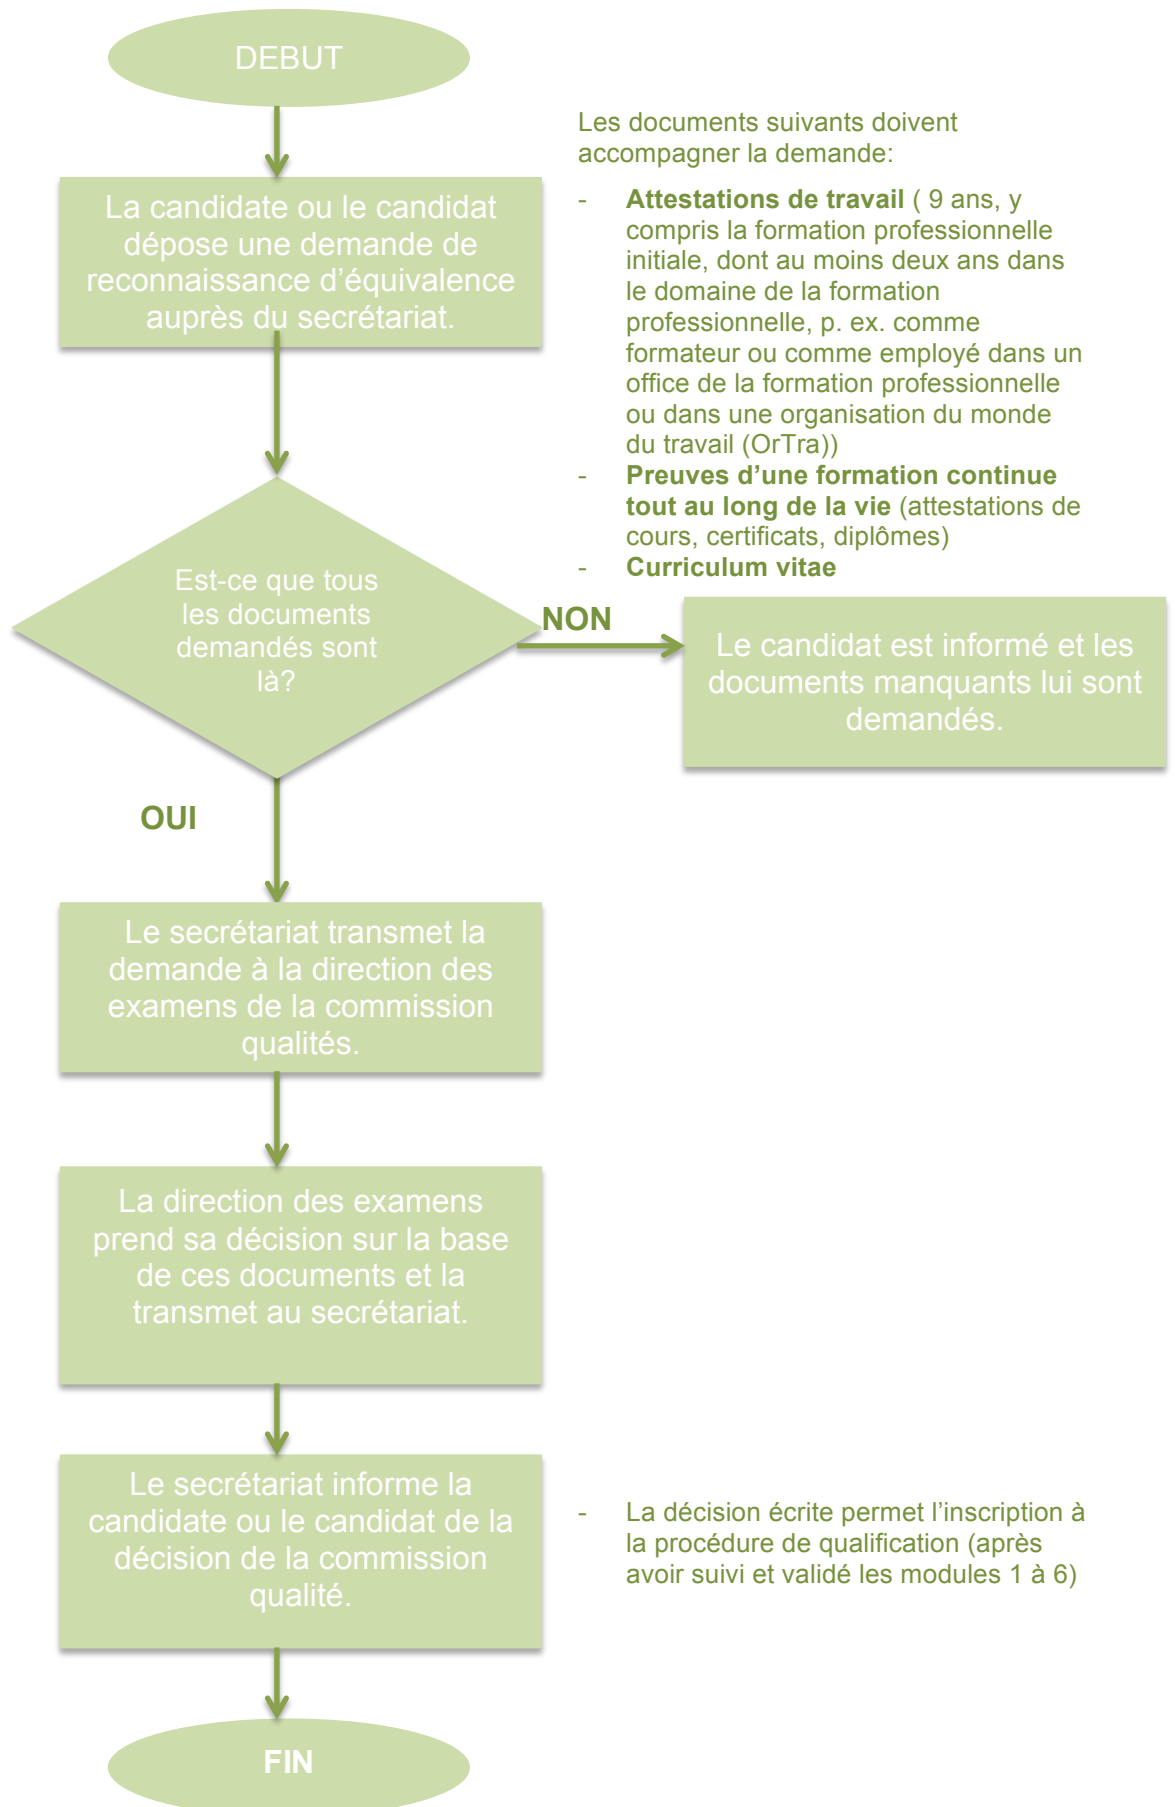 DEBUT
La candidate ou le candidat
dépose une demande de
reconnaissance d’équivalence
auprès du secrétariat.
Les documents suivants doivent
accompagner la demande:
- Attestations de travail ( 9 ans, y
compris la formation professionnelle
initiale, dont au moins deux ans dans
le domaine de la formation
professionnelle, p. ex. comme
formateur ou comme employé dans un
office de la formation professionnelle
ou dans une organisation du monde
du travail (OrTra))
- Preuves d’une formation continue
tout au long de la vie (attestations de
cours, certificats, diplômes)
- Curriculum vitae
Est-ce que tous
les documents
demandés sont
là?
NON
Le candidat est informé et les
documents manquants lui sont
demandés.
OUI
Le secrétariat transmet la
demande à la direction des
examens de la commission
qualités.
La direction des examens
prend sa décision sur la base
de ces documents et la
transmet au secrétariat.
Le secrétariat informe la
candidate ou le candidat de la
décision de la commission
qualité.
- La décision écrite permet l’inscription à
la procédure de qualification (après
avoir suivi et validé les modules 1 à 6)
FIN